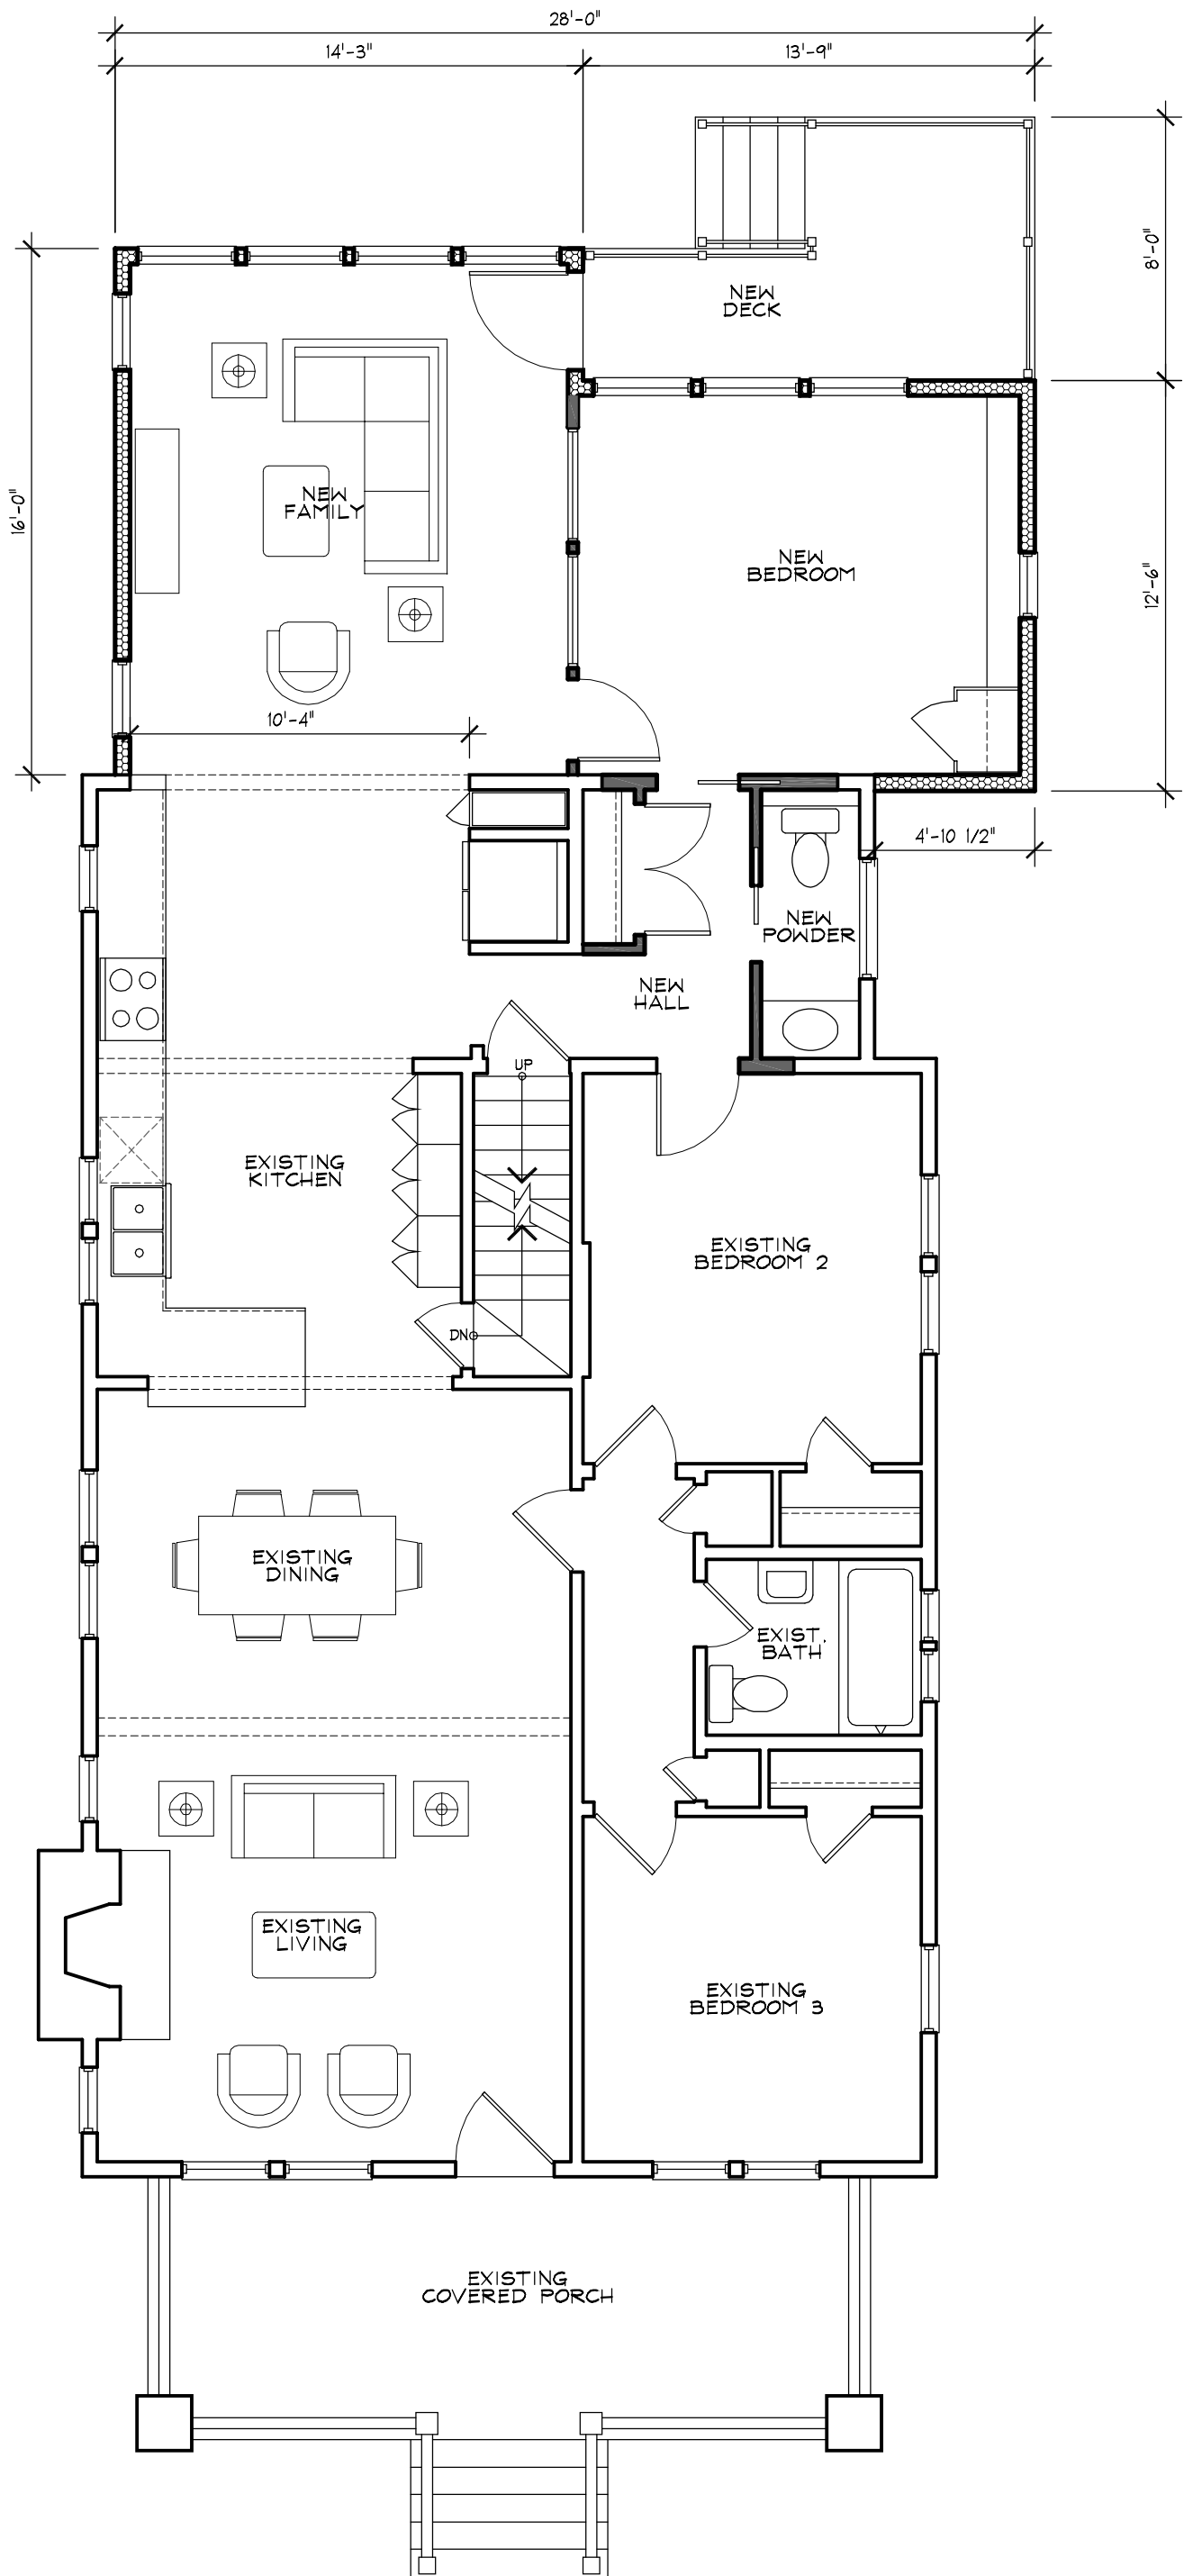 28'-0"
14'-3"
13'-9"
8'-0"
NEW
DECK
16'-0"
NEW
FAMILY
NEW
BEDROOM
12'-6"
10'-4"
4'-10 1/2"
NEW
POWDER
NEW
HALL
UP
EXISTING
KITCHEN
EXISTING
BEDROOM 2
DN
EXISTING
DINING
EXIST.
BATH
EXISTING
LIVING
EXISTING
BEDROOM 3
EXISTING
COVERED PORCH